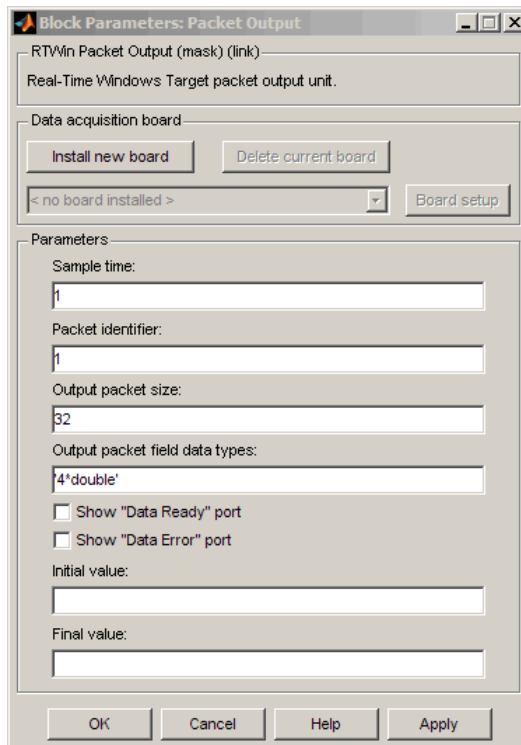 Block Parameters: Packet Output
RTWin Packet Output (mask) (link)
Real-Time Windows Target packet output unit.
Data acquisition board
Install new board Delete current board
< no board installed > Board setup
Parameters
Sample time:
1
Packet identifier:
1
Output packet size:
32
Output packet field data types:
'4*double'
Show "Data Ready" port
Show "Data Error" port
Initial value:
Final value:
OK Cancel Help Apply